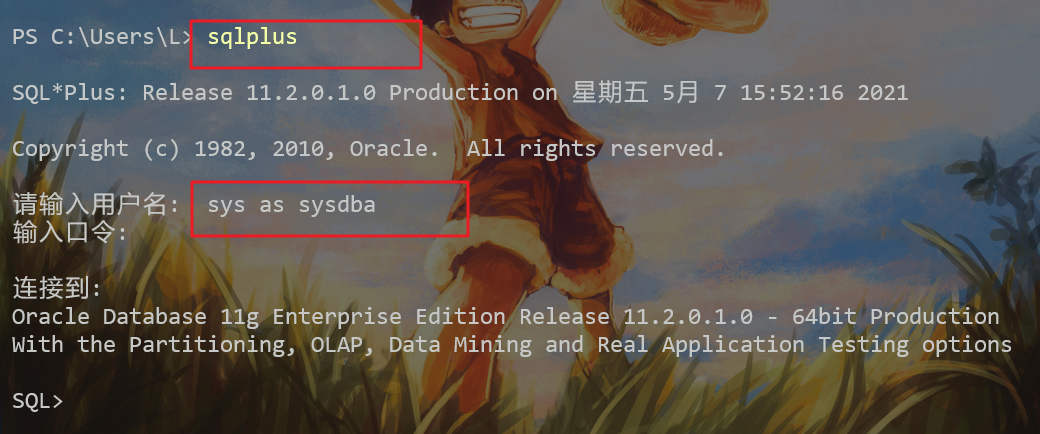 PS C:\Users\L> sqlplus
SQL*Plus: Release 11.2.0.1.0 Production on 星期五 5月 7 15:52:16 2021
Copyright (c) 1982, 2010, Oracle.  All rights reserved.
请输入用户名:  sys as sysdba
输入口令:
连接到:
Oracle Database 11g Enterprise Edition Release 11.2.0.1.0 - 64bit Production
With the Partitioning, OLAP, Data Mining and Real Application Testing options
SQL>